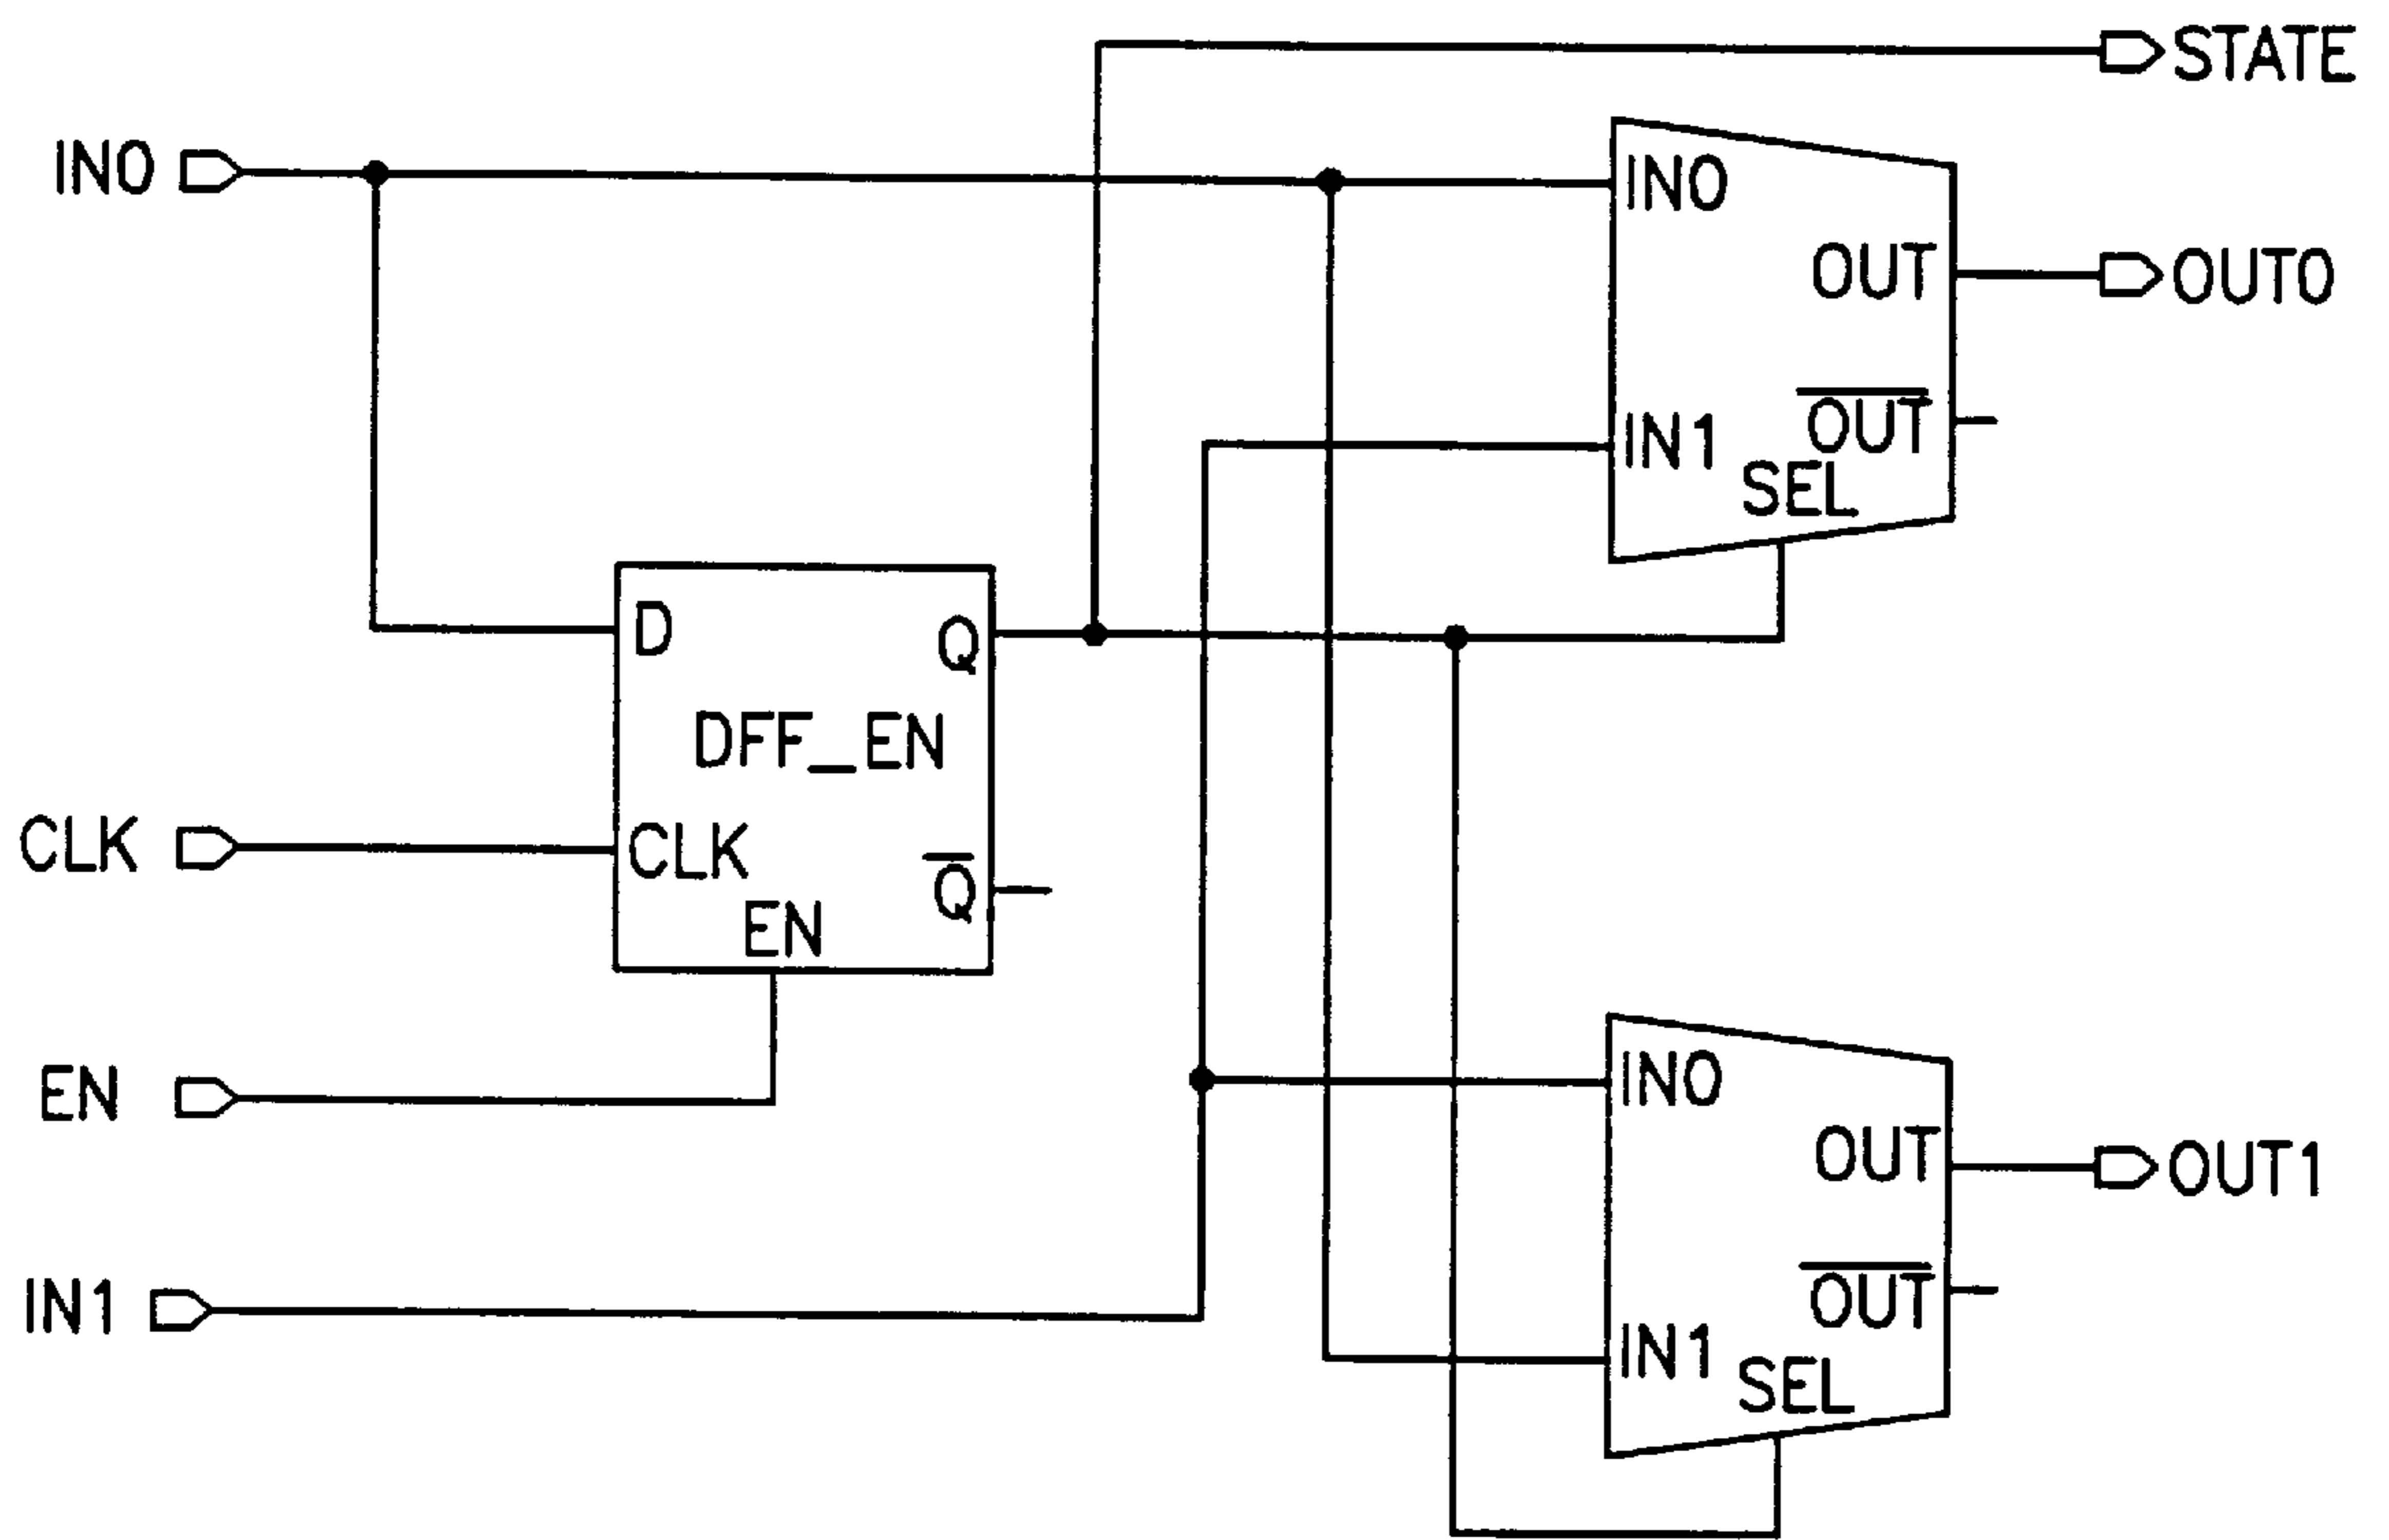 STATE
IN0
IN0
OUT
OUT0
IN1
OUT
SEL
D
Q
DFF_EN
CLK
CLK
Q
EN
EN
IN0
OUT
OUT1
IN1
OUT
IN1
SEL